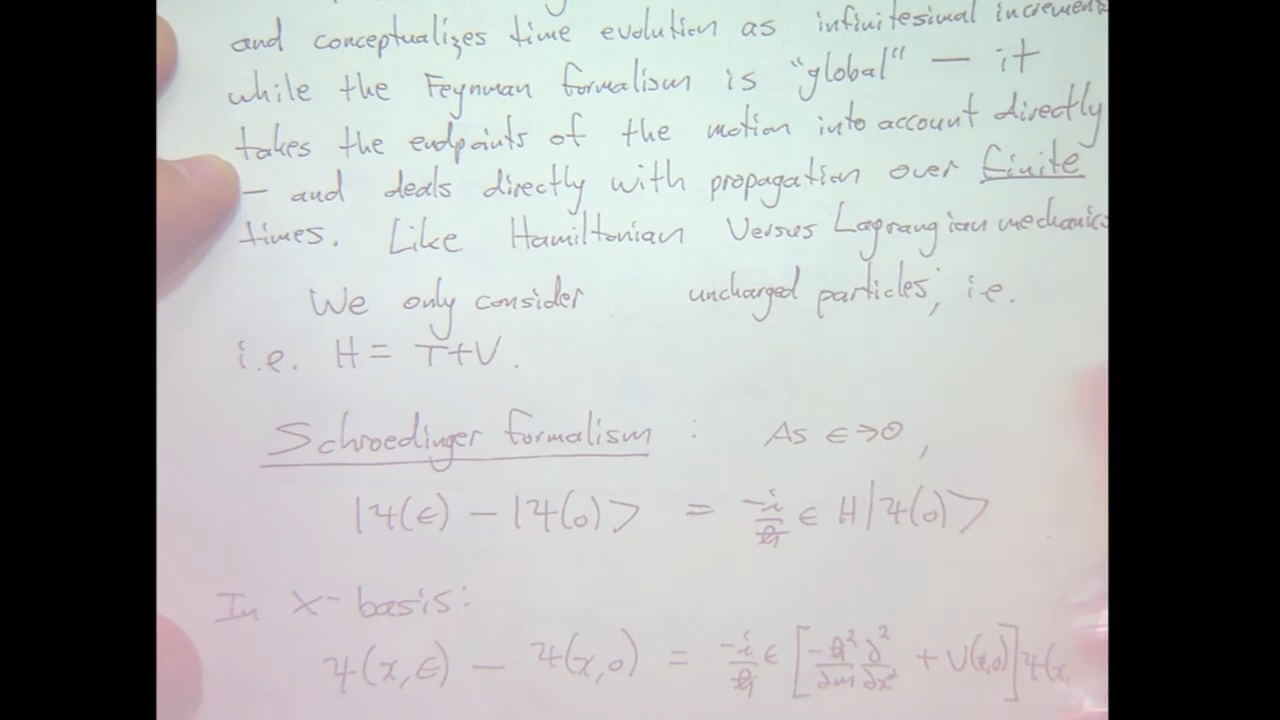 and conceptualizes time evolution as infinitesimal increments
while the Feynman formalism is "global" — it
takes the endpoints of the motion into account directly
— and deals directly with propagation over finite
times. Like Hamiltonian versus Lagrangian mechanics
We only consider uncharged particles, i.e.
i.e. H = T+V.
Schroedinger formalism : As ε→0,
|Ψ(ε) - |Ψ(0)> = -i/ħ ε H|Ψ(0)>
In X-basis:
Ψ(x,ε) - Ψ(x,0) = -i/ħ ε [-ħ²/2m ∂²/∂x² + V(x,0)]Ψ(x,